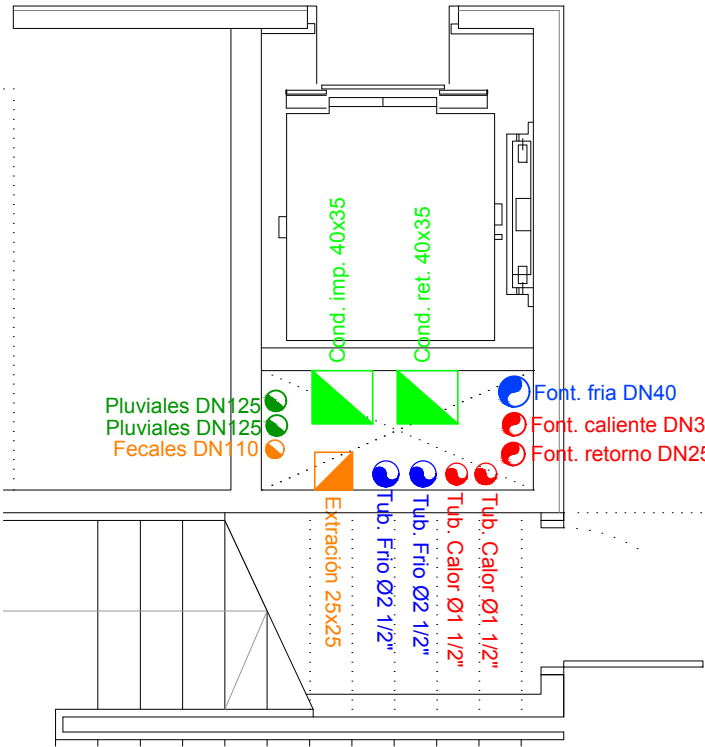 Cond. imp. 40x35
Cond. ret. 40x35
Pluviales DN125
Pluviales DN125
Fecales DN110
Font. fria DN40
Font. caliente DN3
Font. retorno DN25
Extración 25x25
Tub. Frio Ø2 1/2"
Tub. Frio Ø2 1/2"
Tub. Calor Ø1 1/2"
Tub. Calor Ø1 1/2"